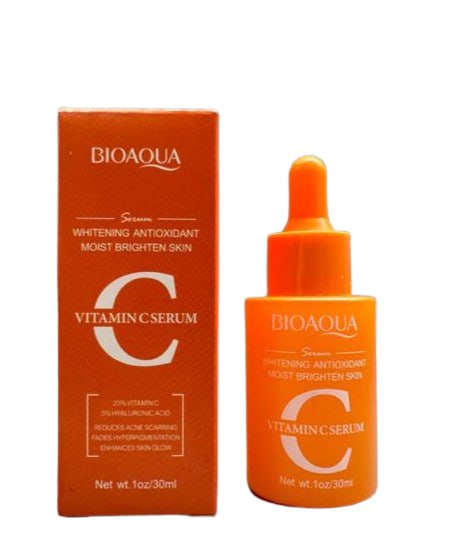 BIOAQUA
Serum
WHITENING ANTIOXIDANT
MOIST BRIGHTEN SKIN
C
VITAMIN C SERUM
20% VITAMIN C
5% HYALURONIC ACID
REDUCES ACNE SCARRING
FADES HYPERPIGMENTATION
ENHANCES SKIN GLOW
Net wt.1oz/30ml
BIOAQUA
Serum
WHITENING ANTIOXIDANT
MOIST BRIGHTEN SKIN
C
VITAMIN C SERUM
Net wt.1oz/30ml